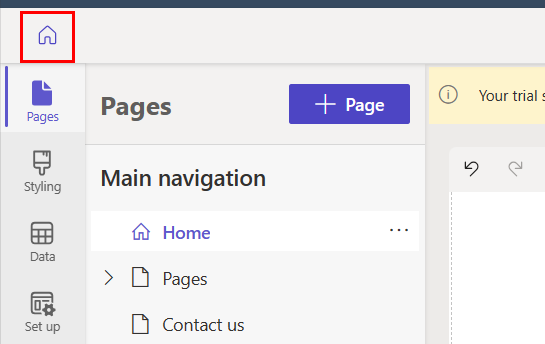 Pages
Styling
Data
Set up
Pages
Page
Main navigation
Home
Pages
Contact us
Your trial s